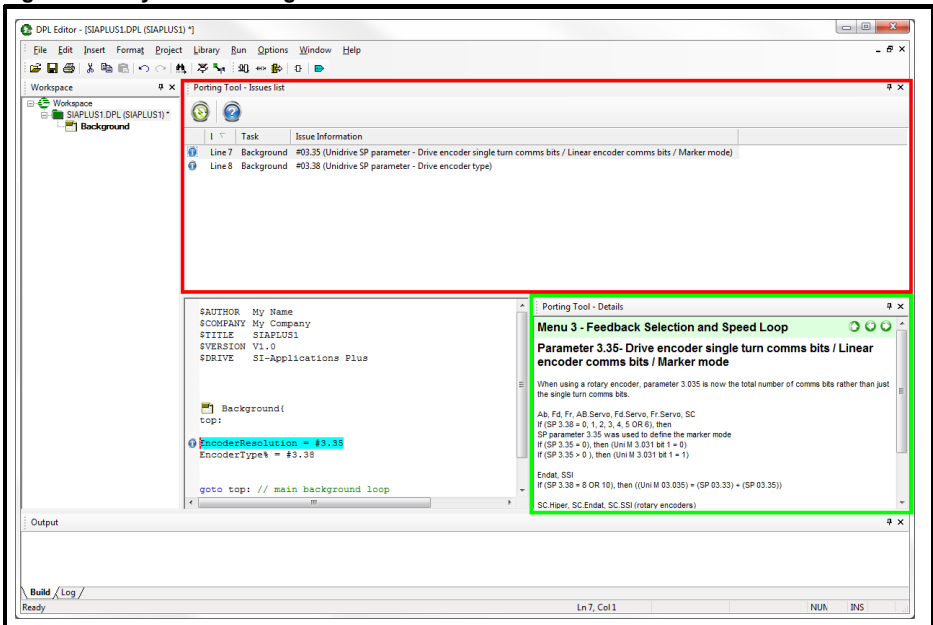 DPL Editor - [SIAPLUS1.DPL (SIAPLUS1) *]
File Edit Insert Format Project Library Run Options Window Help
Workspace
Workspace
SIAPLUS1.DPL (SIAPLUS1) *
Background
Porting Tool - Issues list
Task Issue Information
Line 7 Background #03.35 (Unidrive SP parameter - Drive encoder single turn comms bits / Linear encoder comms bits / Marker mode)
Line 8 Background #03.38 (Unidrive SP parameter - Drive encoder type)
$AUTHOR My Name
$COMPANY My Company
$TITLE SIAPLUS1
$VERSION V1.0
$DRIVE SI-Applications Plus
Background{
top:
EncoderResolution = #3.35
EncoderType% = #3.38
goto top: // main background loop
Porting Tool - Details
Menu 3 - Feedback Selection and Speed Loop
Parameter 3.35- Drive encoder single turn comms bits / Linear
encoder comms bits / Marker mode
When using a rotary encoder, parameter 3.035 is now the total number of comms bits rather than just
the single turn comms bits.
Ab, Fd, Fr, AB.Servo, Fd.Servo, Fr.Servo, SC
If (SP 3.38 = 0, 1, 2, 3, 4, 5 OR 6), then
SP parameter 3.35 was used to define the marker mode
If (SP 3.35 = 0), then (Uni M 3.031 bit 1 = 0)
If (SP 3.35 > 0 ), then (Uni M 3.031 bit 1 = 1)
Endat, SSI
If (SP 3.38 = 8 OR 10), then ((Uni M 03.035) = (SP 03.33) + (SP 03.35))
SC.Hiper, SC.Endat, SC.SSI (rotary encoders)
Output
Build Log
Ready
Ln 7, Col 1
NUM
INS